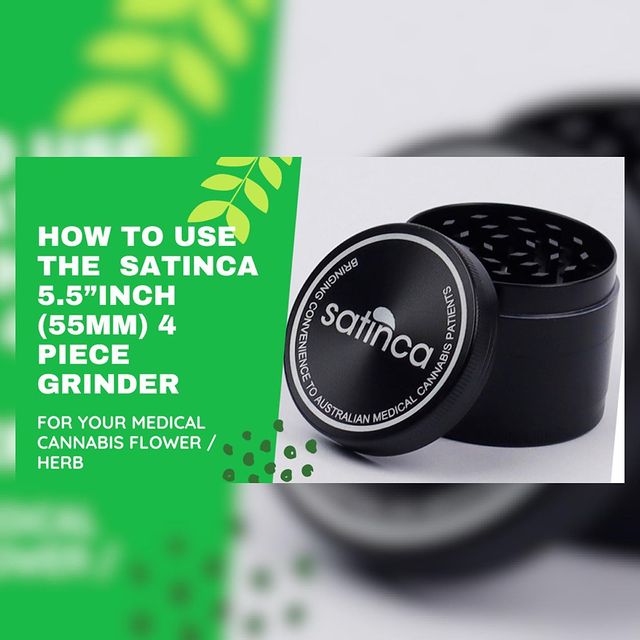 HOW TO USE
THE SATINCA
5.5”INCH
(55MM) 4
PIECE
GRINDER
FOR YOUR MEDICAL
CANNABIS FLOWER /
HERB
BRINGING CONVENIENCE TO AUSTRALIAN MEDICAL CANNABIS PATIENTS
satinca